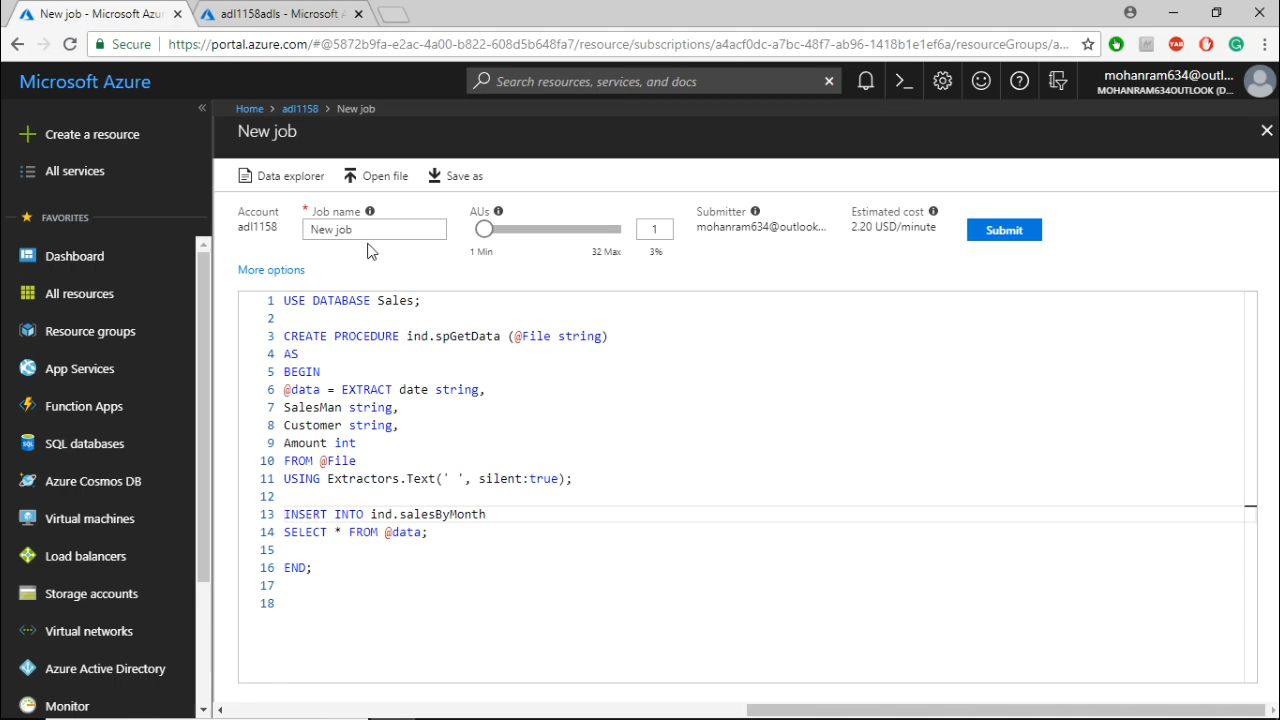 New job - Microsoft Azu
adl1158adls - Microsoft A
Secure
https://portal.azure.com/#@5872b9fa-e2ac-4a00-b822-608d5b648fa7/resource/subscriptions/a4acf0dc-a7bc-48f7-ab96-1418b1e1ef6a/resourceGroups/a...
YAB
Microsoft Azure
Search resources, services, and docs
mohanram634@outl...
MOHANRAM634OUTLOOK (D...
Home > adl1158 > New job
New job
Create a resource
All services
FAVORITES
Dashboard
All resources
Resource groups
App Services
Function Apps
SQL databases
Azure Cosmos DB
Virtual machines
Load balancers
Storage accounts
Virtual networks
Azure Active Directory
Monitor
Data explorer
Open file
Save as
Account
adl1158
* Job name
New job
AUs
1 Min
32 Max
1
3%
Submitter
mohanram634@outlook...
Estimated cost
2.20 USD/minute
Submit
More options
1 USE DATABASE Sales;
2
3 CREATE PROCEDURE ind.spGetData (@File string)
4 AS
5 BEGIN
6 @data = EXTRACT date string,
7 SalesMan string,
8 Customer string,
9 Amount int
10 FROM @File
11 USING Extractors.Text(' ', silent:true);
12
13 INSERT INTO ind.salesByMonth
14 SELECT * FROM @data;
15
16 END;
17
18